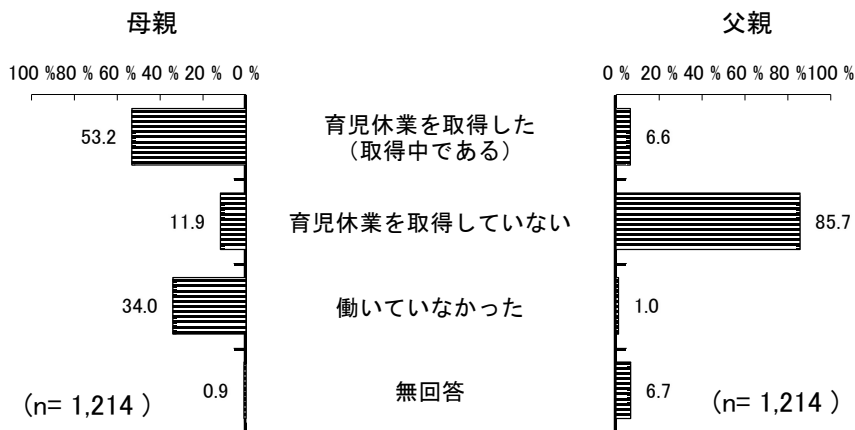 母親 父親
100 % 80 % 60 % 40 % 20 % 0 % 0 % 20 % 40 % 60 % 80 % 100 %
53.2 育児休業を取得した 6.6
（取得中である）
11.9 育児休業を取得していない 85.7
34.0 働いていなかった 1.0
0.9 無回答 6.7
（n= 1,214 ） （n= 1,214 ）